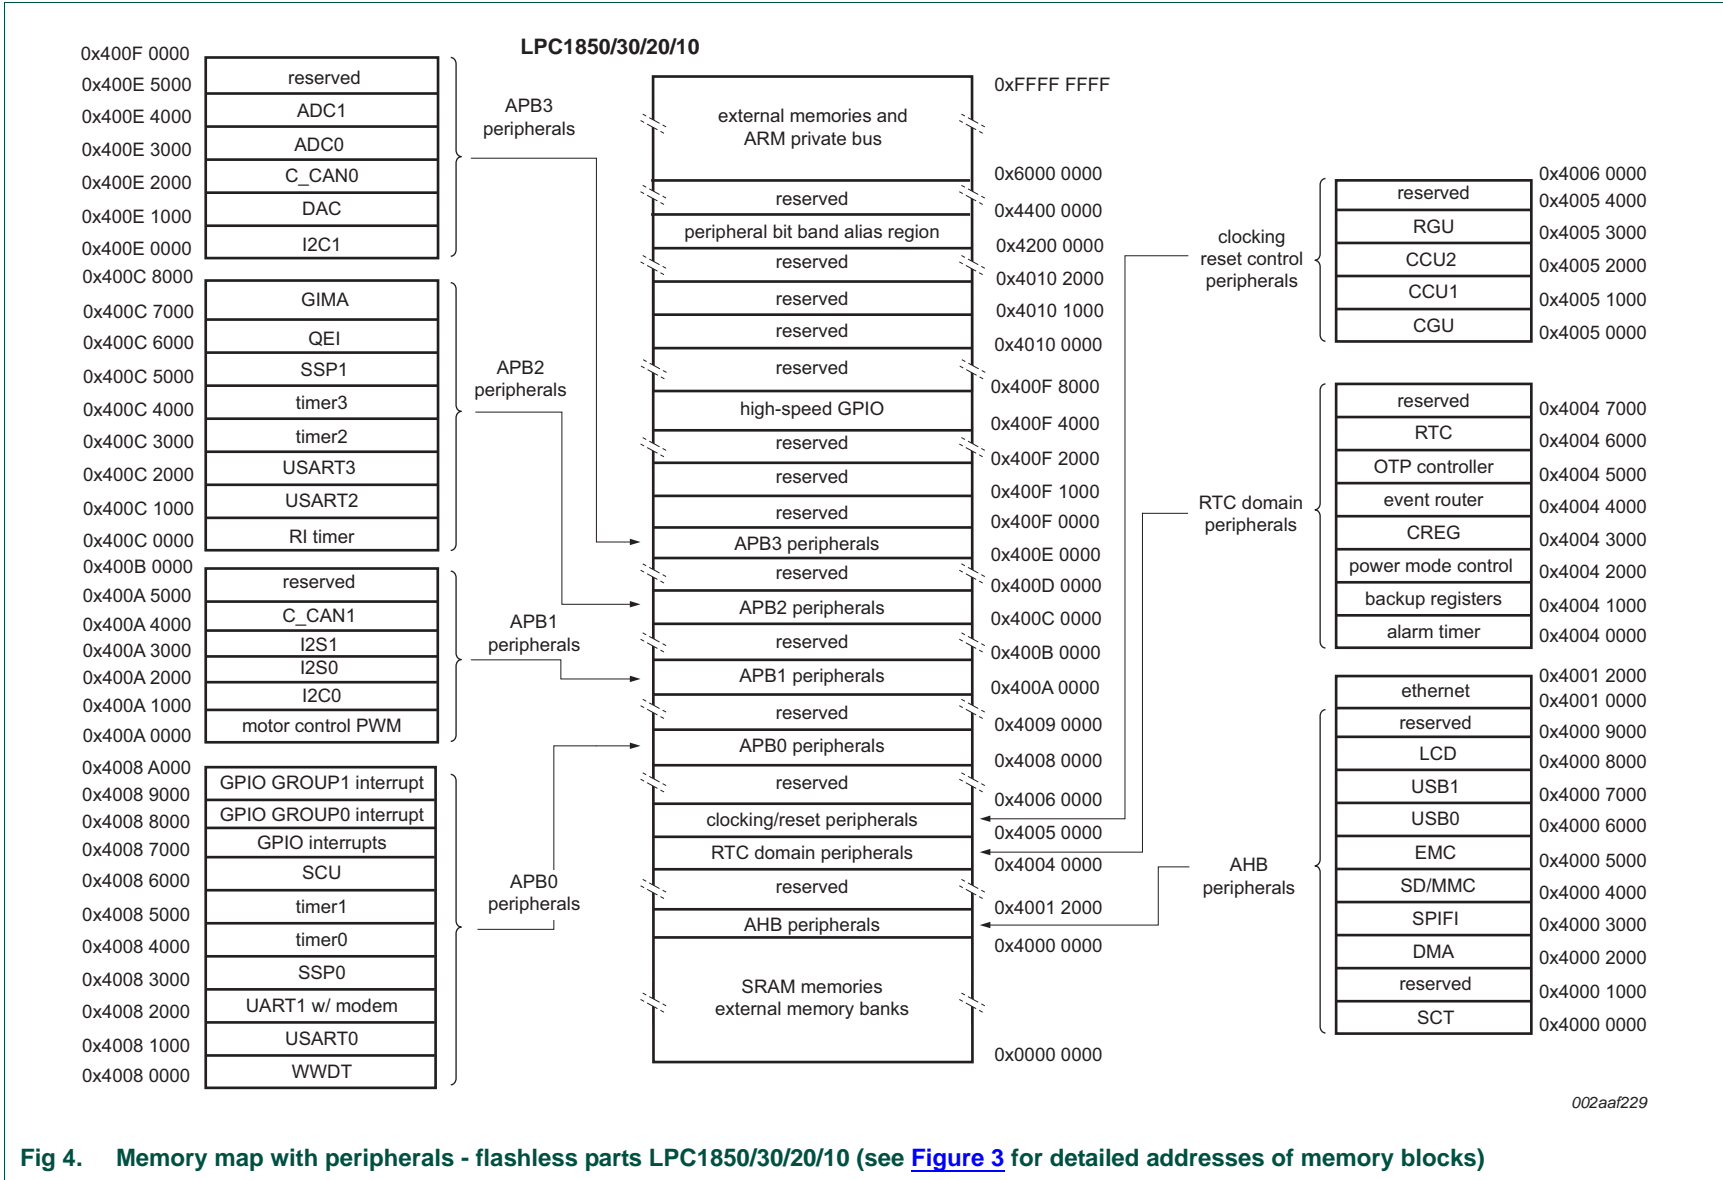 LPC1850/30/20/10
0x400F 0000
reserved
0x400E 5000
ADC1
0x400E 4000
ADC0
0x400E 3000
C_CAN0
0x400E 2000
DAC
0x400E 1000
I2C1
0x400E 0000
APB3
peripherals
0x400C 8000
GIMA
0x400C 7000
QEI
0x400C 6000
SSP1
0x400C 5000
timer3
0x400C 4000
timer2
0x400C 3000
USART3
0x400C 2000
USART2
0x400C 1000
RI timer
0x400C 0000
APB2
peripherals
0x400B 0000
reserved
0x400A 5000
C_CAN1
0x400A 4000
I2S1
0x400A 3000
I2S0
0x400A 2000
I2C0
0x400A 1000
motor control PWM
0x400A 0000
APB1
peripherals
0x4008 A000
GPIO GROUP1 interrupt
0x4008 9000
GPIO GROUP0 interrupt
0x4008 8000
GPIO interrupts
0x4008 7000
SCU
0x4008 6000
timer1
0x4008 5000
timer0
0x4008 4000
SSP0
0x4008 3000
UART1 w/ modem
0x4008 2000
USART0
0x4008 1000
WWDT
0x4008 0000
APB0
peripherals
0xFFFF FFFF
external memories and
ARM private bus
0x6000 0000
reserved
0x4400 0000
peripheral bit band alias region
0x4200 0000
reserved
0x4010 2000
reserved
0x4010 1000
reserved
0x4010 0000
reserved
0x400F 8000
high-speed GPIO
0x400F 4000
reserved
0x400F 2000
reserved
0x400F 1000
reserved
0x400F 0000
APB3 peripherals
0x400E 0000
reserved
0x400D 0000
APB2 peripherals
0x400C 0000
reserved
0x400B 0000
APB1 peripherals
0x400A 0000
reserved
0x4009 0000
APB0 peripherals
0x4008 0000
reserved
0x4006 0000
clocking/reset peripherals
0x4005 0000
RTC domain peripherals
0x4004 0000
reserved
0x4001 2000
AHB peripherals
0x4000 0000
SRAM memories
external memory banks
0x0000 0000
clocking
reset control
peripherals
0x4006 0000
reserved
0x4005 4000
RGU
0x4005 3000
CCU2
0x4005 2000
CCU1
0x4005 1000
CGU
0x4005 0000
RTC domain
peripherals
reserved
0x4004 7000
RTC
0x4004 6000
OTP controller
0x4004 5000
event router
0x4004 4000
CREG
0x4004 3000
power mode control
0x4004 2000
backup registers
0x4004 1000
alarm timer
0x4004 0000
AHB
peripherals
0x4001 2000
ethernet
0x4001 0000
reserved
0x4000 9000
LCD
0x4000 8000
USB1
0x4000 7000
USB0
0x4000 6000
EMC
0x4000 5000
SD/MMC
0x4000 4000
SPIFI
0x4000 3000
DMA
0x4000 2000
reserved
0x4000 1000
SCT
0x4000 0000
002aaf229
Fig 4. Memory map with peripherals - flashless parts LPC1850/30/20/10 (see Figure 3 for detailed addresses of memory blocks)